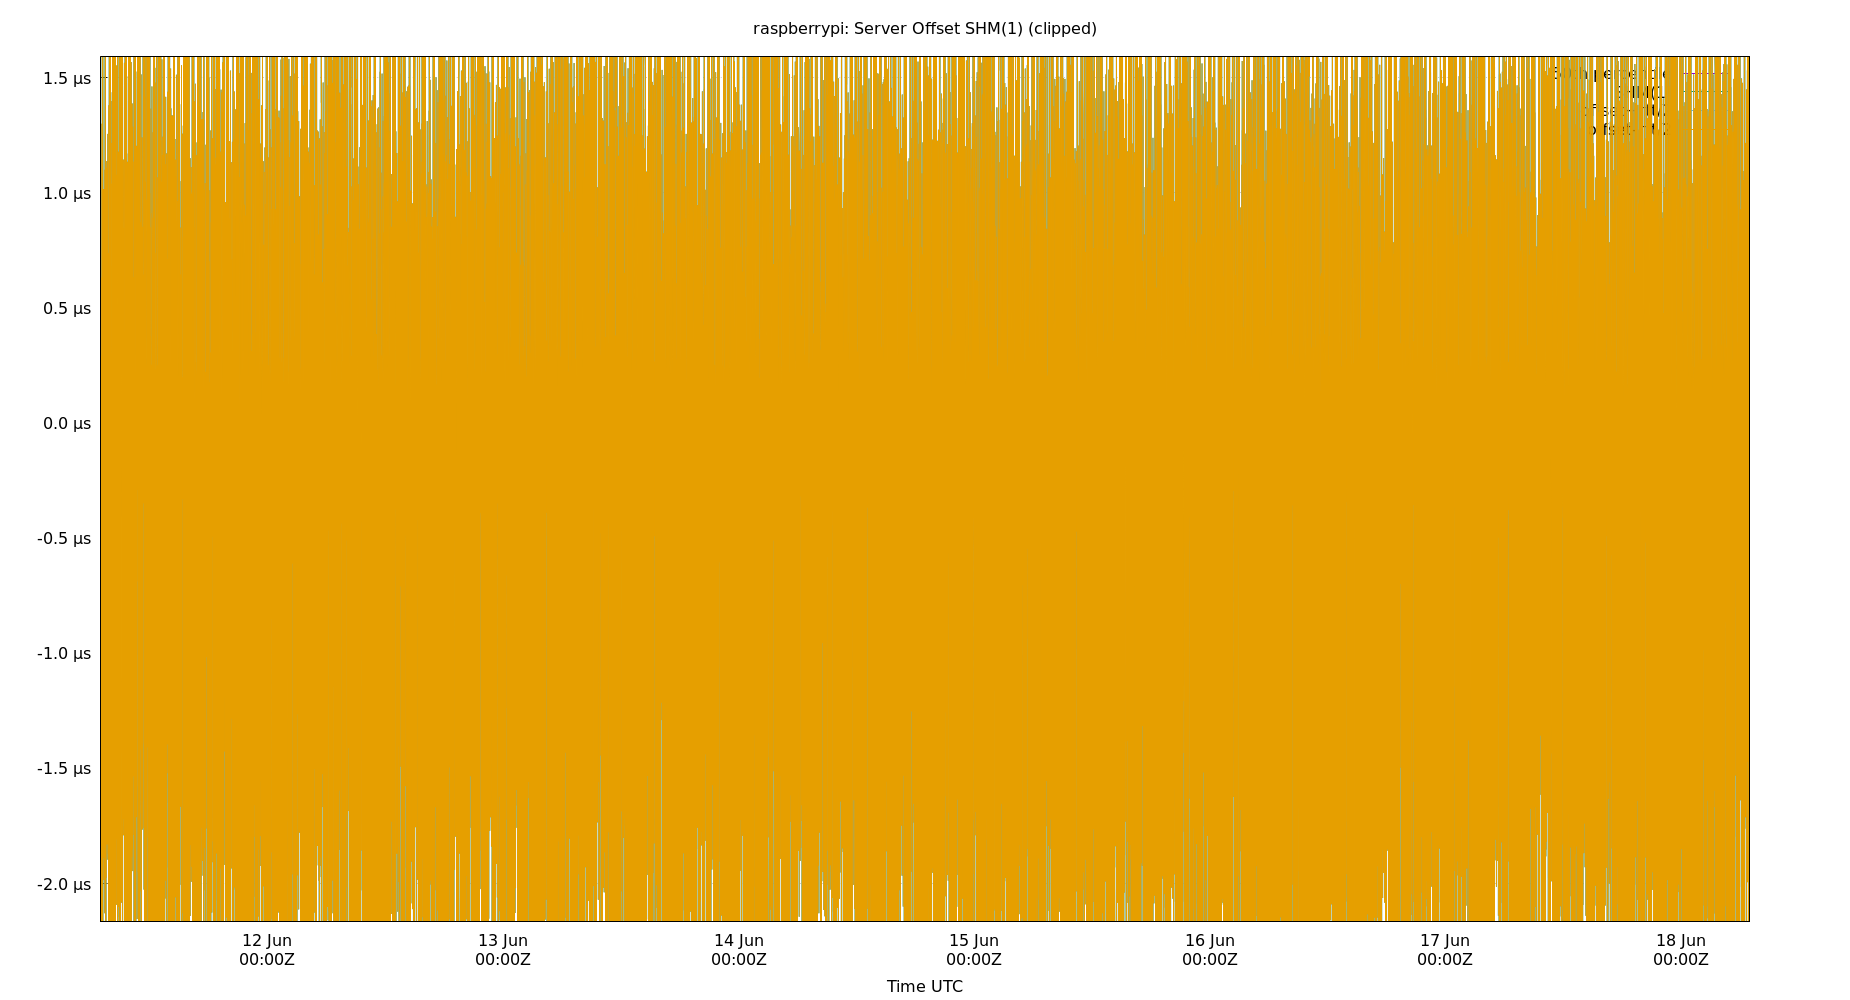 raspberrypi: Server Offset SHM(1) (clipped)
1.5 µs
1.0 µs
0.5 µs
0.0 µs
-0.5 µs
-1.0 µs
-1.5 µs
-2.0 µs
12 Jun 13 Jun 14 Jun 15 Jun 16 Jun 17 Jun 18 Jun
00:00Z 00:00Z 00:00Z 00:00Z 00:00Z 00:00Z 00:00Z
Time UTC